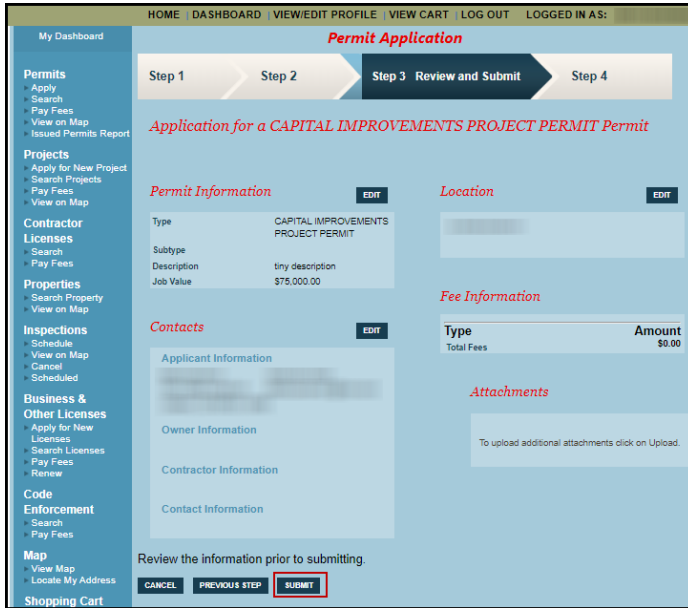 HOME | DASHBOARD | VIEW/EDIT PROFILE | VIEW CART | LOG OUT LOGGED IN AS:
My Dashboard
Permits
Apply
Search
Pay Fees
View on Map
Issued Permits Report
Projects
Apply for New Project
Search Projects
Pay Fees
View on Map
Contractor
Licenses
Search
Pay Fees
Properties
Search Property
View on Map
Inspections
Schedule
View on Map
Cancel
Scheduled
Business &
Other Licenses
Apply for New
Licenses
Search Licenses
Pay Fees
Renew
Code
Enforcement
Search
Pay Fees
Map
View Map
Locate My Address
Shopping Cart
Permit Application
Step 1 Step 2 Step 3 Review and Submit Step 4
Application for a CAPITAL IMPROVEMENTS PROJECT PERMIT Permit
Permit Information EDIT
Type CAPITAL IMPROVEMENTS
PROJECT PERMIT
Subtype
Description tiny description
Job Value $75,000.00
Contacts EDIT
Applicant Information
Owner Information
Contractor Information
Contact Information
Location EDIT
Fee Information
Type Amount
Total Fees $0.00
Attachments
To upload additional attachments click on Upload.
Review the information prior to submitting.
CANCEL PREVIOUS STEP SUBMIT